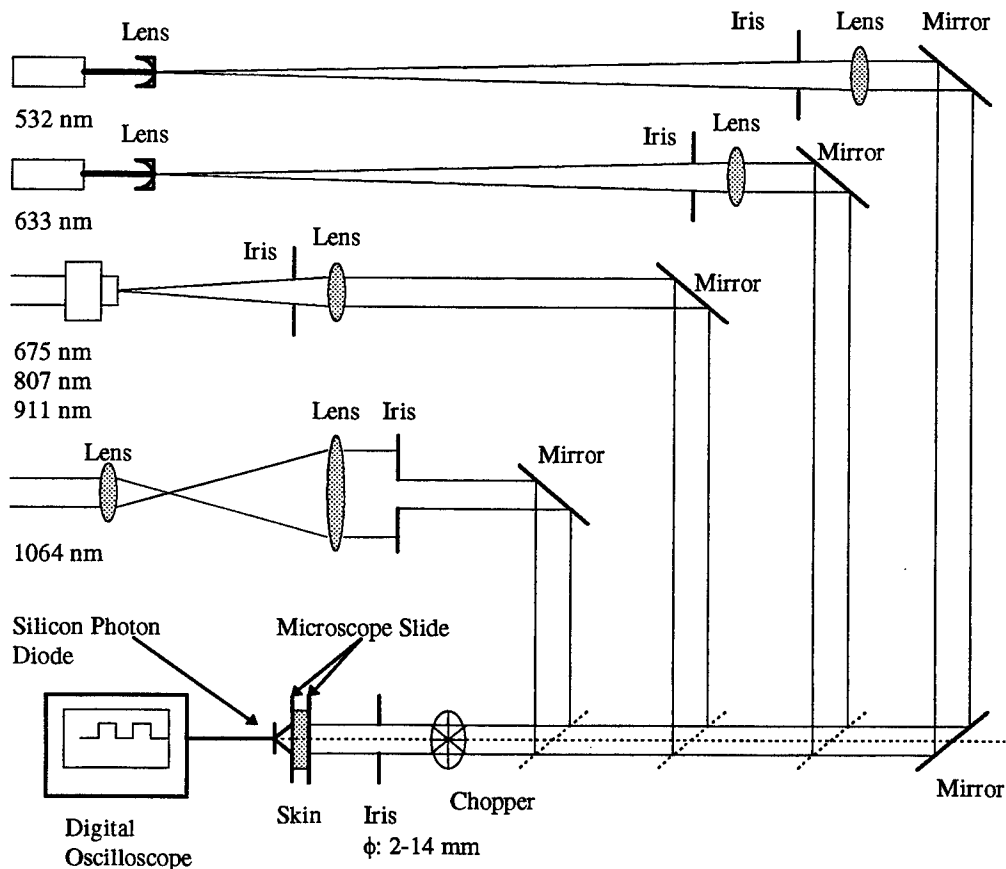 Iris Lens Mirror
Lens
532 nm
Lens
Iris Lens Mirror
633 nm
Iris Lens
Mirror
675 nm
807 nm
911 nm
Lens Iris
Lens
Mirror
1064 nm
Silicon Photon
Diode
Microscope Slide
Chopper
Mirror
Skin Iris
ϕ: 2-14 mm
Digital
Oscilloscope